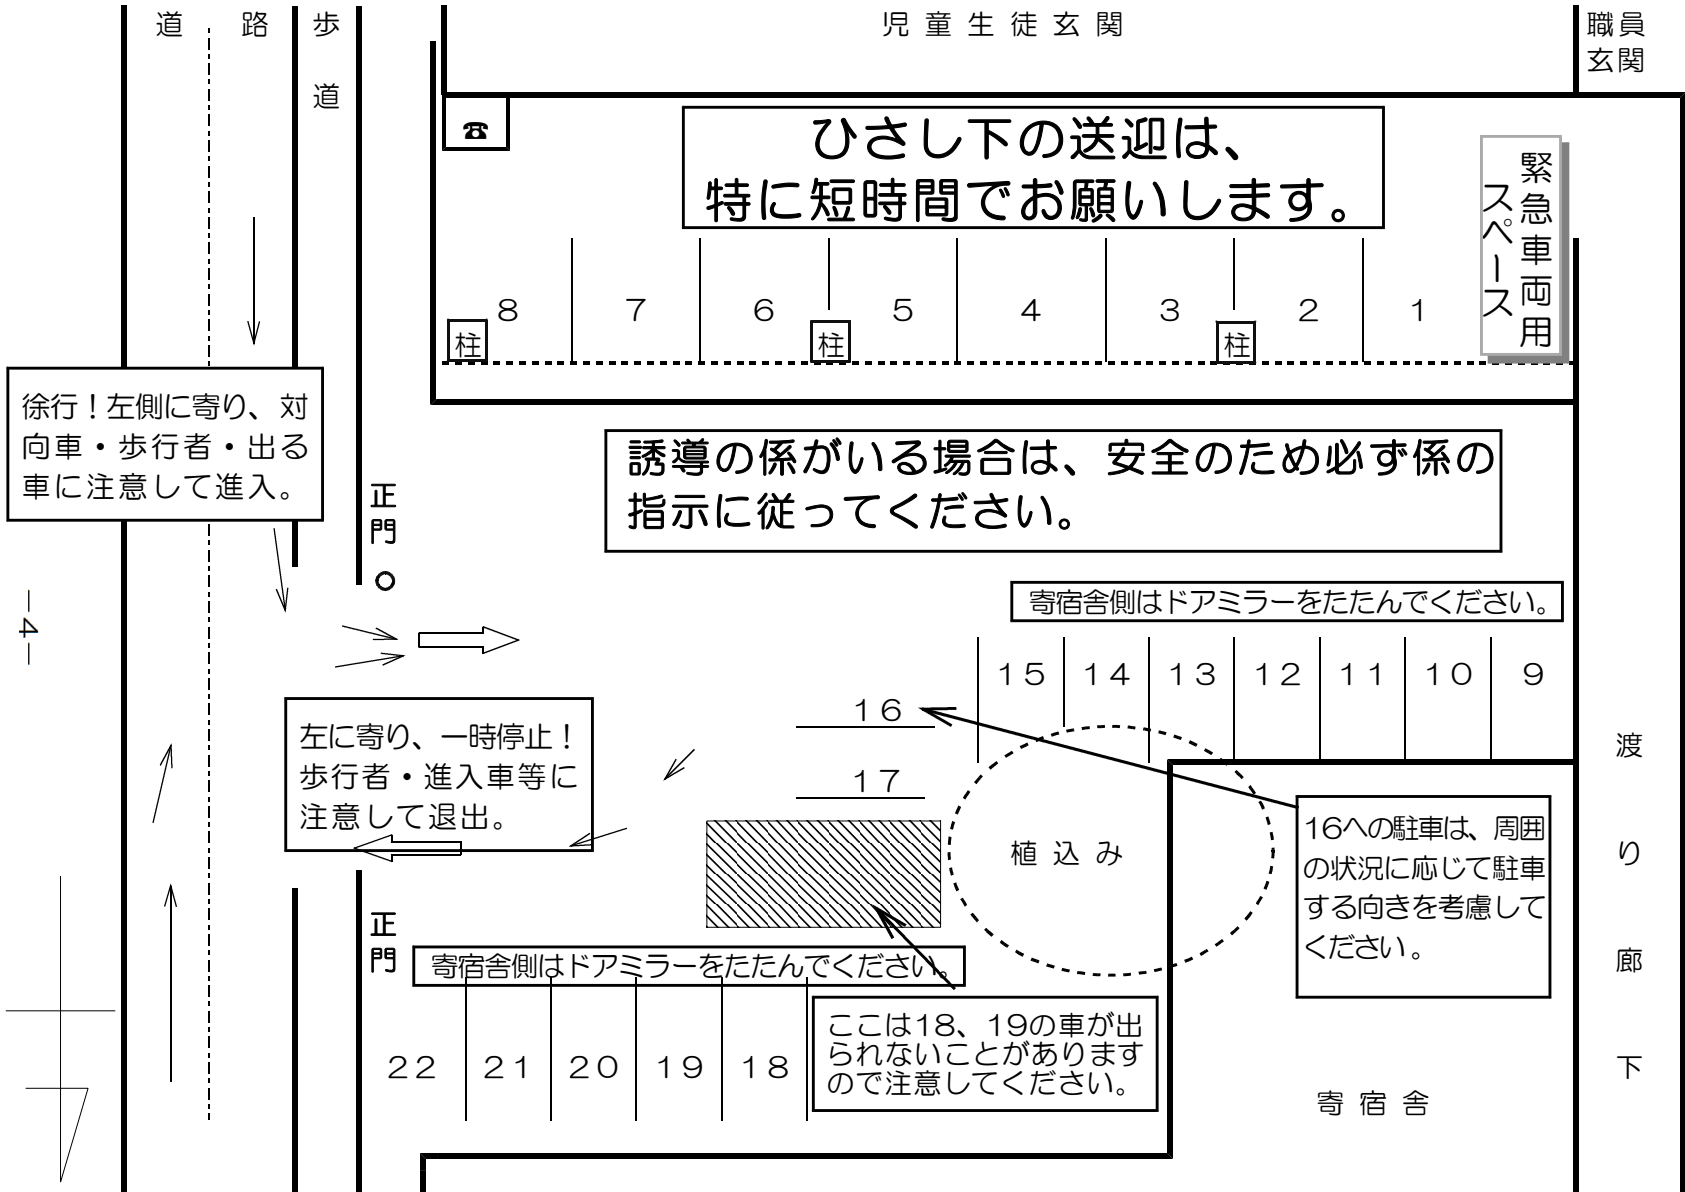 道路
歩道
児童生徒玄関
職員
玄関
☎
ひさし下の送迎は、
特に短時間でお願いします。
緊急車両用
スペース
8
7
6
5
4
3
2
1
柱
柱
柱
徐行！左側に寄り、対
向車・歩行者・出る
車に注意して進入。
正門
誘導の係がいる場合は、安全のため必ず係の
指示に従ってください。
寄宿舎側はドアミラーをたたんでください。
－4－
15
14
13
12
11
10
9
16
17
左に寄り、一時停止！
歩行者・進入車等に
注意して退出。
植込み
16への駐車は、周囲
の状況に応じて駐車
する向きを考慮して
ください。
渡り廊下
正門
寄宿舎側はドアミラーをたたんでください。
ここは18、19の車が出
られないことがあります
ので注意してください。
22
21
20
19
18
寄宿舎